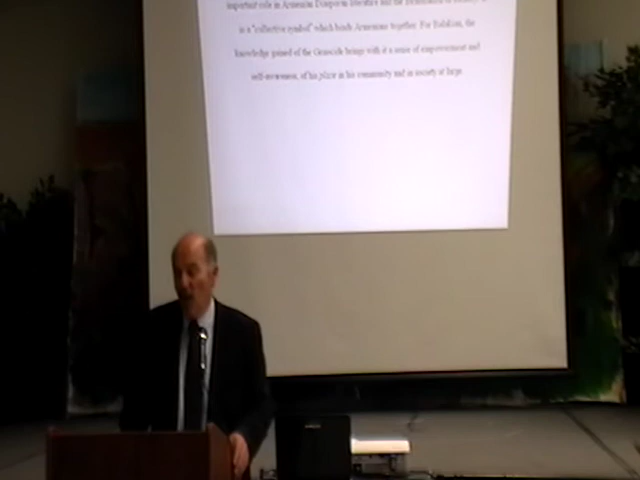 important role in Armenian Diasporan literature and the
is a "collective symbol" which binds Armenians together. For Balakian, the
knowledge gained of the Genocide brings with it a sense of empowerment and
self-awareness, of his place in his community and in society at large.